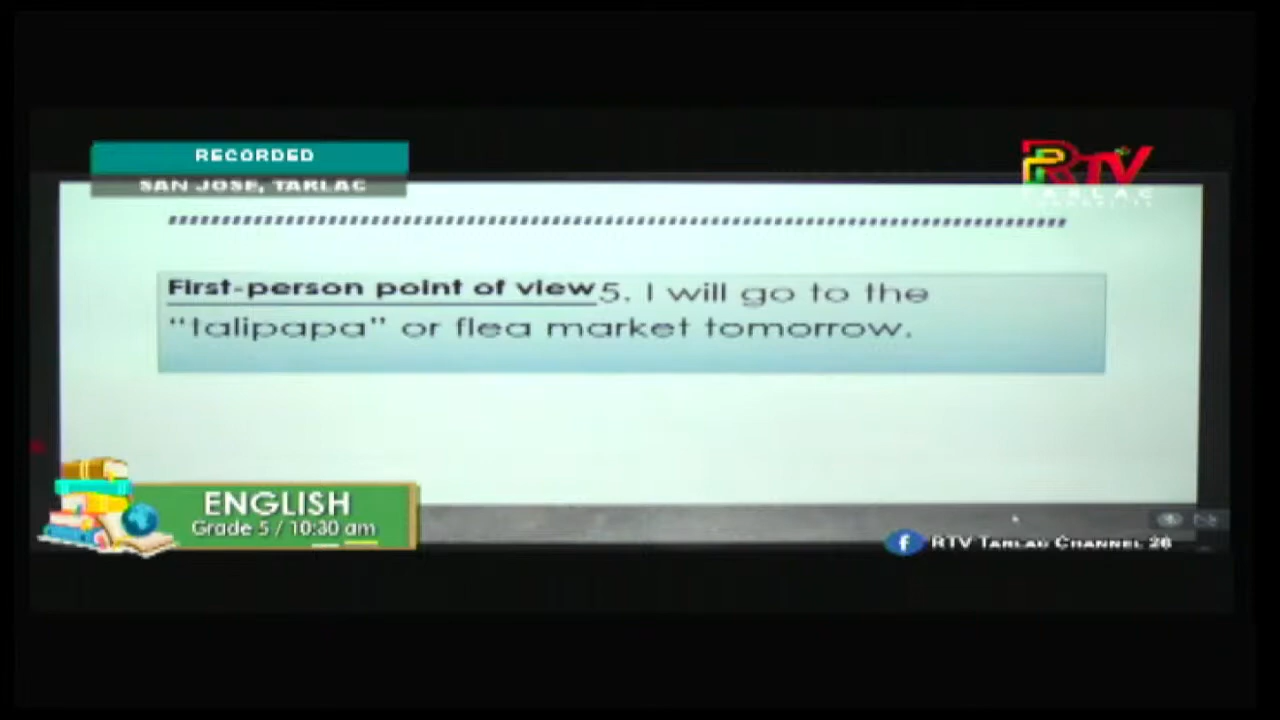 RECORDED
SAN JOSE, TARLAC
RTV
TARLAC
First-person point of view 5. I will go to the
“talipapa” or flea market tomorrow.
ENGLISH
Grade 5 / 10:30 am
f RTV TARLAC CHANNEL 26